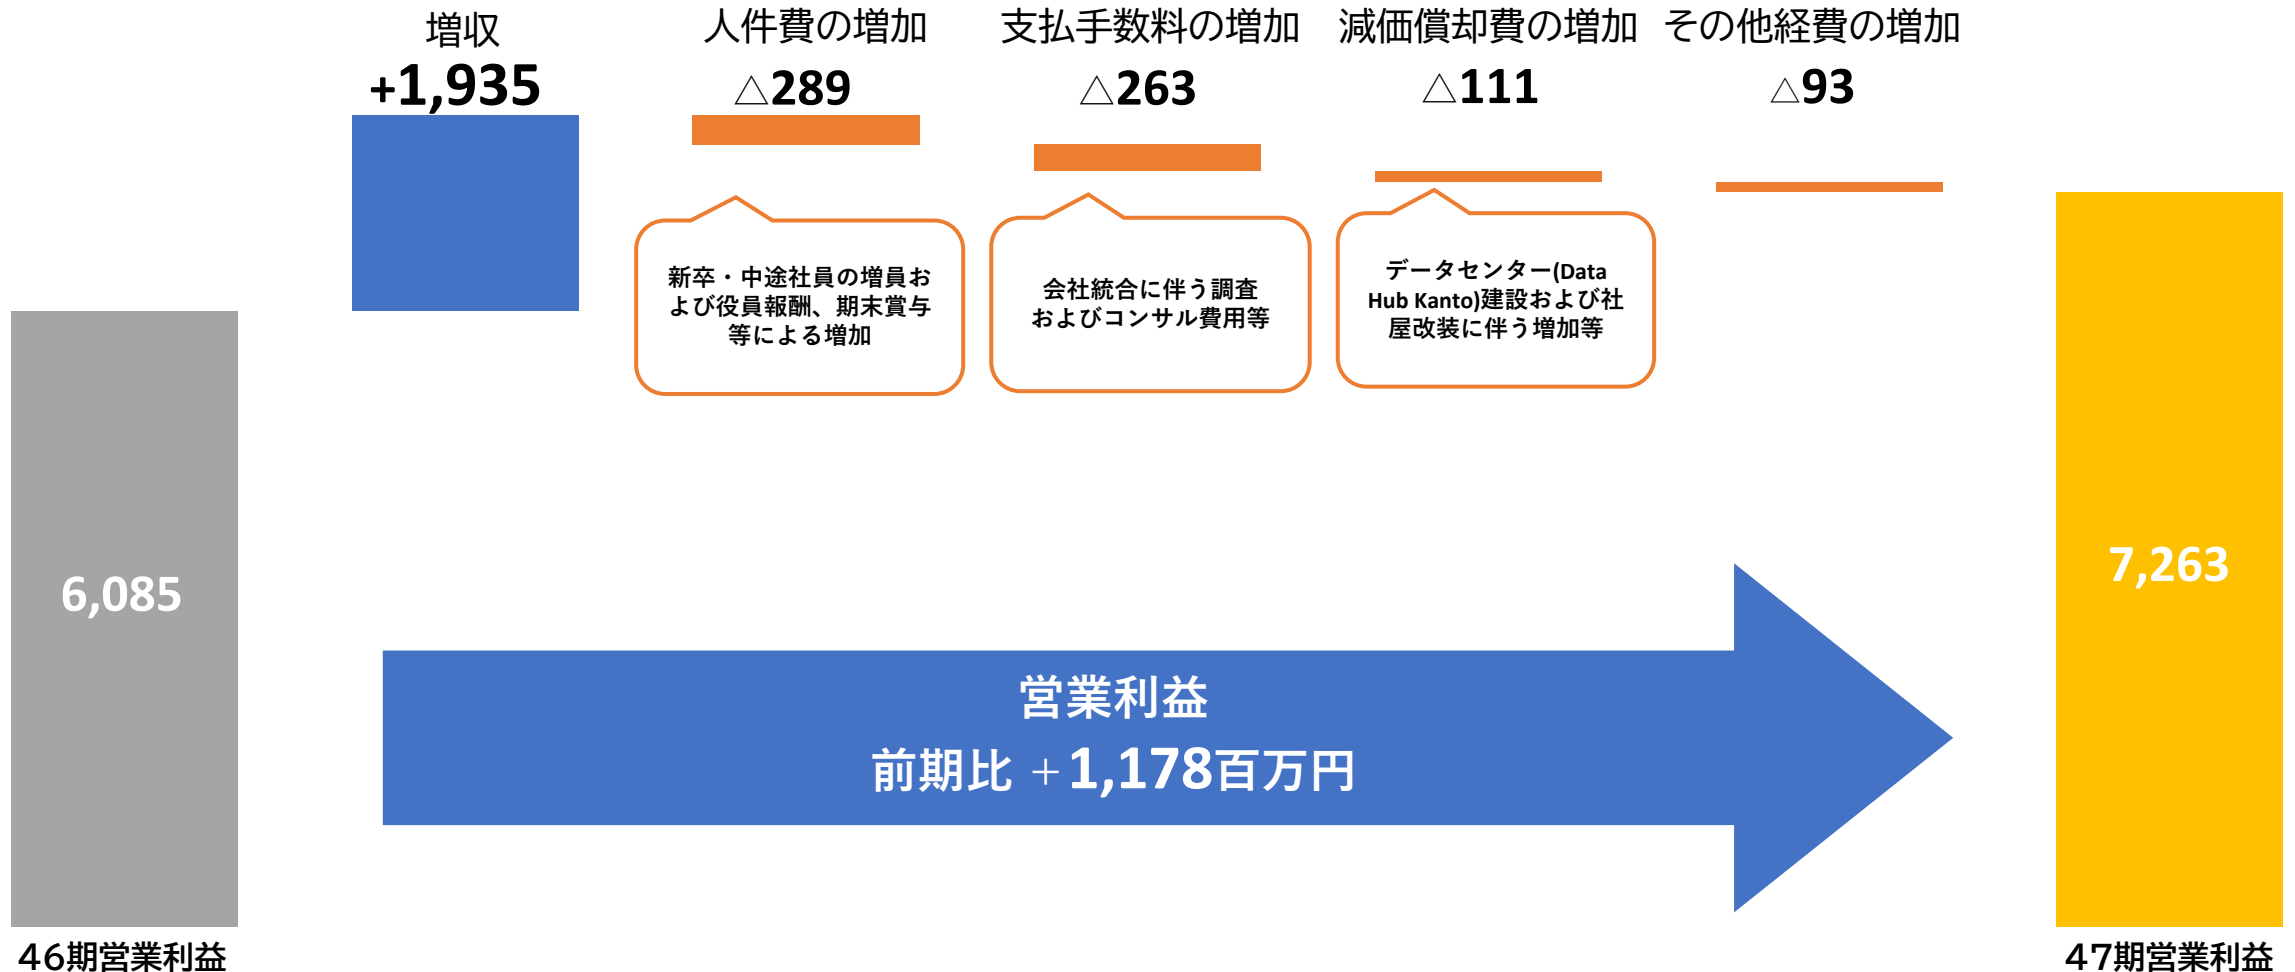 増収
+1,935
人件費の増加
△289
支払手数料の増加
△263
減価償却費の増加
△111
その他経費の増加
△93
新卒・中途社員の増員お
よび役員報酬、期末賞与
等による増加
会社統合に伴う調査
およびコンサル費用等
データセンター(Data
Hub Kanto)建設および社
屋改装に伴う増加等
6,085
7,263
営業利益
前期比 +1,178百万円
46期営業利益
47期営業利益